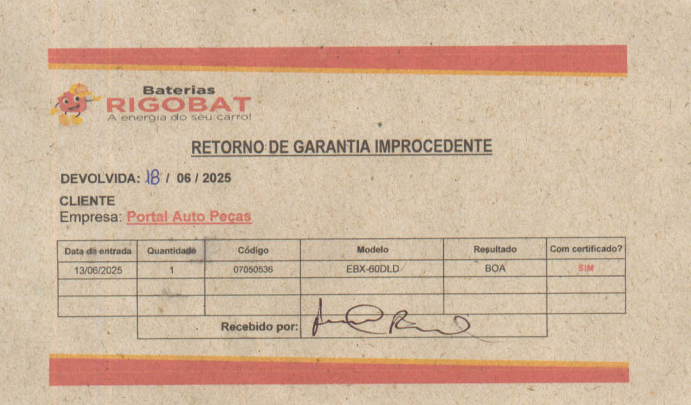 Baterias
RIGOBAT
A energia do seu carro!
RETORNO DE GARANTIA IMPROCEDENTE
DEVOLVIDA: 18 / 06 / 2025
CLIENTE
Empresa: Portal Auto Peças
Data da entrada Quantidade Código Modelo Resultado Com certificado?
13/06/2025 1 07050536 EBX-60DLD BOA SIM
Recebido por: